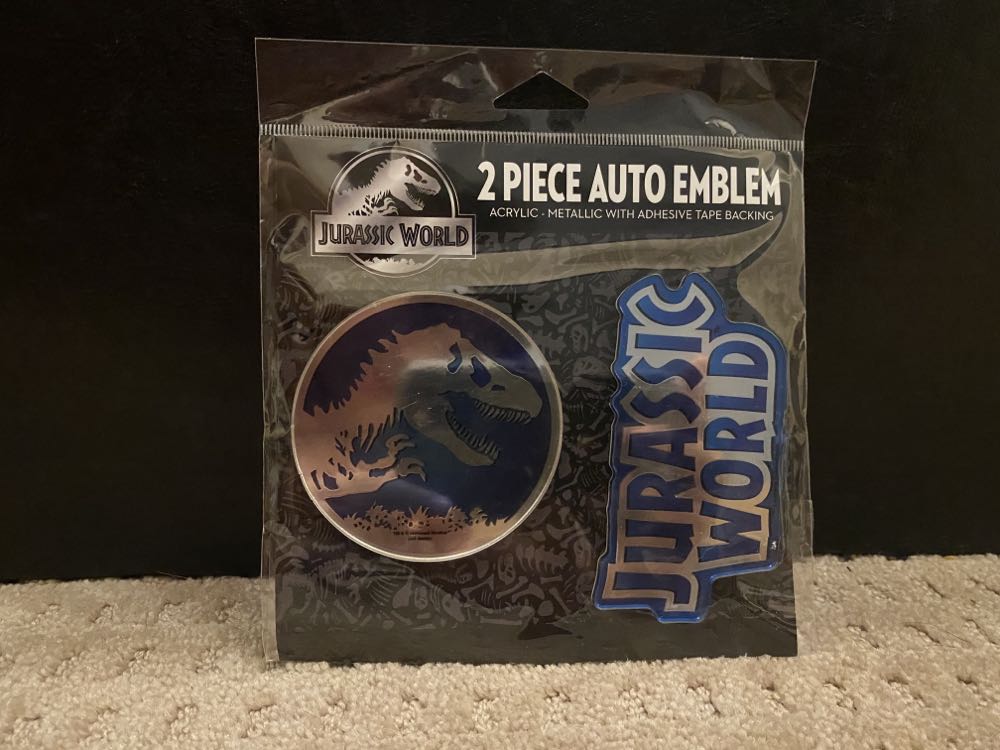 2 PIECE AUTO EMBLEM
ACRYLIC · METALLIC WITH ADHESIVE TAPE BACKING
JURASSIC WORLD
JURASSIC
WORLD